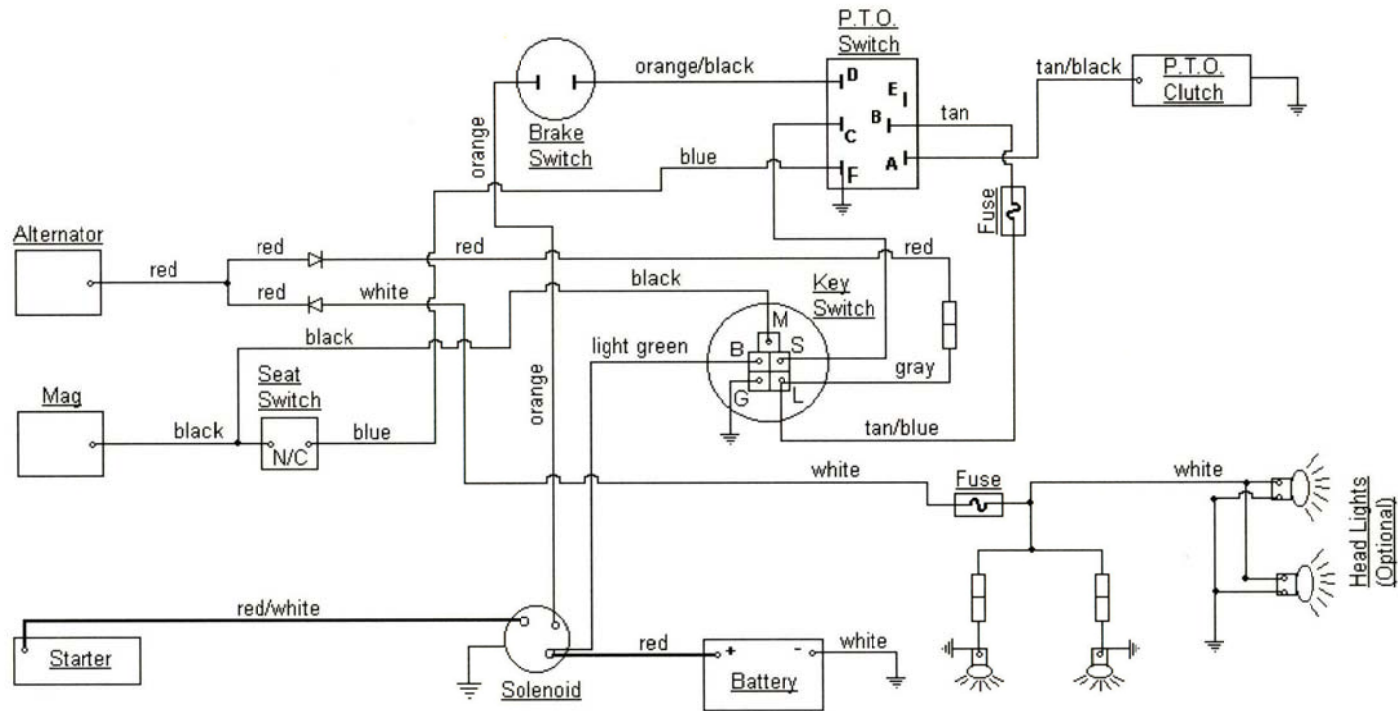 P.T.O.
Switch
orange/black
tan/black
P.T.O.
Clutch
D
E
B
tan
C
A
F
Brake
Switch
orange
blue
Fuse
Alternator
red
red
red
red
red
white
black
Key
Switch
black
M
B
S
light green
gray
G
L
tan/blue
Mag
black
Seat
Switch
N/C
blue
orange
white
Fuse
white
Head Lights
(Optional)
red/white
Starter
Solenoid
red
+
-
white
Battery